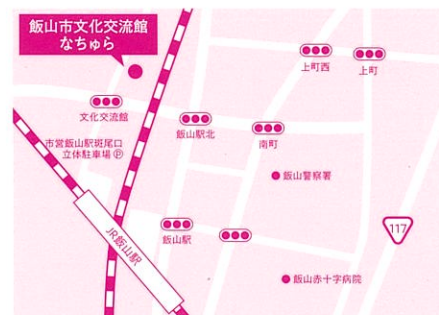 飯山市文化交流館
なちゅら
上町西
上町
文化交流館
飯山駅北
南町
市営飯山駅斑尾口
立体駐車場 Ⓟ
飯山警察署
JR飯山駅
飯山駅
117
飯山赤十字病院